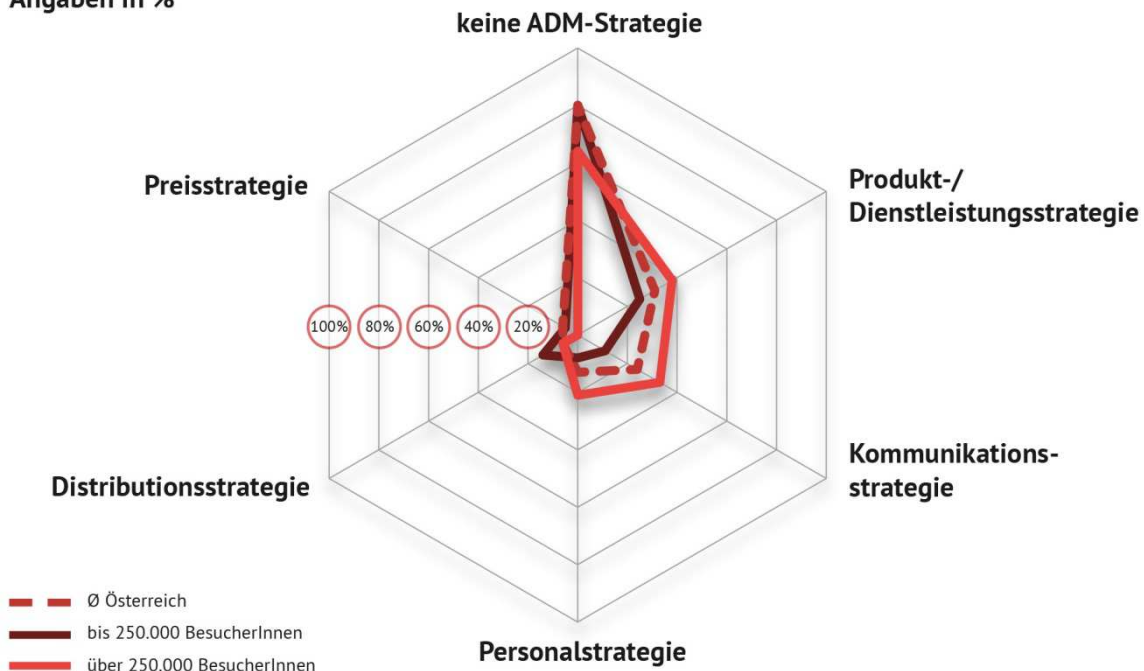 Angaben in %
keine ADM-Strategie
Preisstrategie
Produkt-/
Dienstleistungsstrategie
100%
80%
60%
40%
20%
Kommunikations-
strategie
Distributionsstrategie
Personalstrategie
Ø Österreich
bis 250.000 BesucherInnen
über 250.000 BesucherInnen